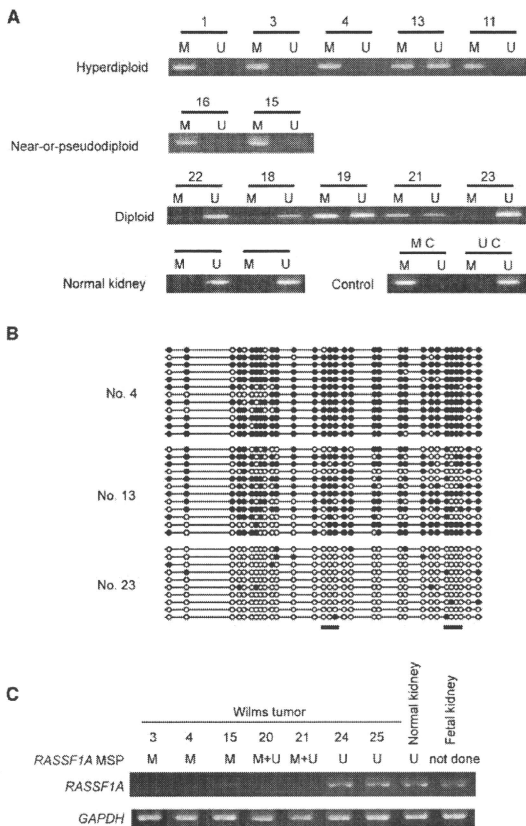 A
1 3 4 13 11
M U M U M U M U M U
Hyperdiploid
16 15
M U M U
Near-or-pseudodiploid
22 18 19 21 23
M U M U M U M U M U
Diploid
M C U C
M U M U M U M U
Normal kidney Control
B
No. 4
No. 13
No. 23
C
Wilms tumor Normal kidney Fetal kidney
3 4 15 20 21 24 25
RASSF1A MSP M M M M+U M+U U U U not done
RASSF1A
GAPDH